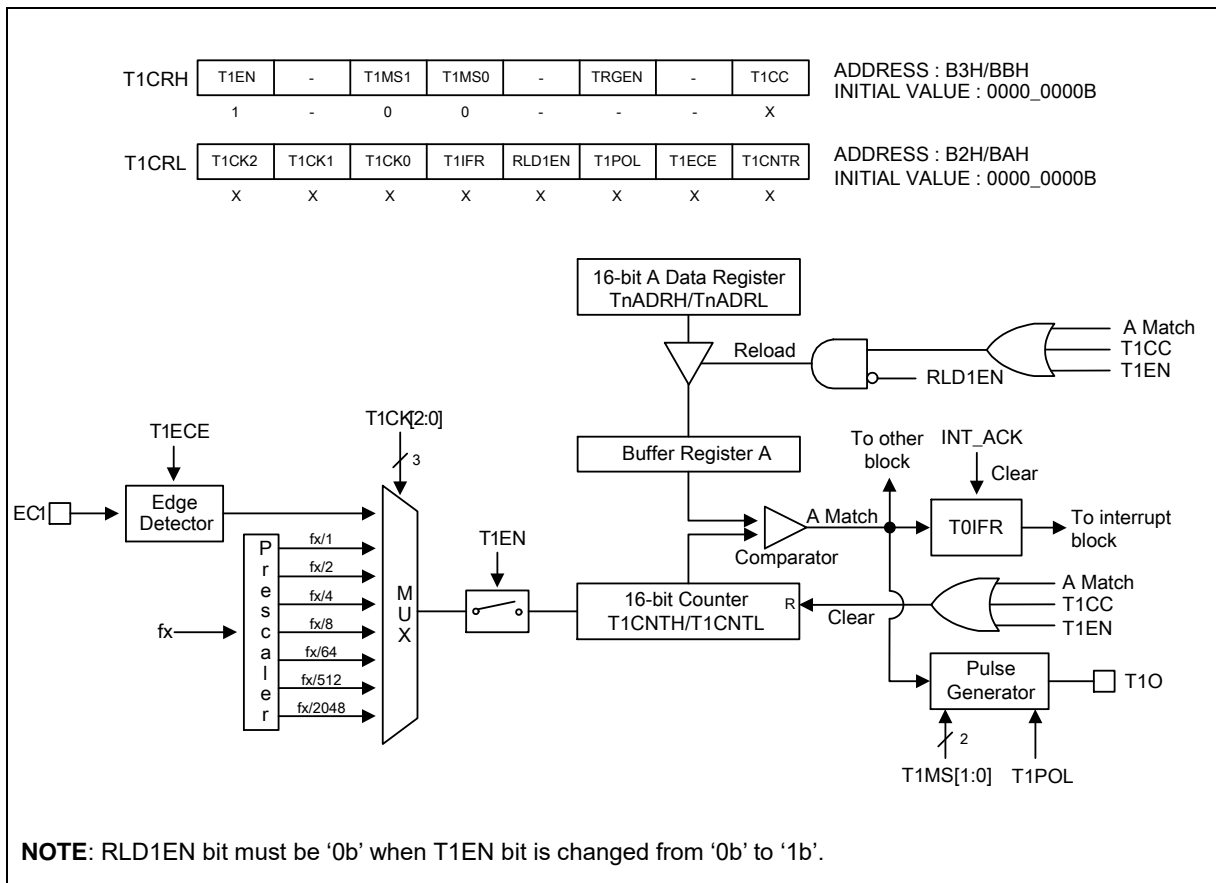 T1CRH T1EN - T1MS1 T1MS0 - TRGEN - T1CC ADDRESS : B3H/BBH
INITIAL VALUE : 0000_0000B
1 - 0 0 - - - X
T1CRL T1CK2 T1CK1 T1CK0 T1IFR RLD1EN T1POL T1ECE T1CNTR ADDRESS : B2H/BAH
INITIAL VALUE : 0000_0000B
X X X X X X X X
16-bit A Data Register
TnADRH/TnADRL
Reload
A Match
T1CC
T1EN
RLD1EN
T1CK[2:0]
3
T1ECE
Buffer Register A
To other
block
INT_ACK
Clear
EC1
Edge
Detector
A Match
T0IFR
To interrupt
block
Comparator
T1EN
Prescaler
fx/1
fx/2
fx/4
fx/8
fx/64
fx/512
fx/2048
fx
MUX
16-bit Counter
T1CNTH/T1CNTL
R
Clear
A Match
T1CC
T1EN
Pulse
Generator
T1O
2
T1MS[1:0]
T1POL
NOTE: RLD1EN bit must be ‘0b’ when T1EN bit is changed from ‘0b’ to ‘1b’.